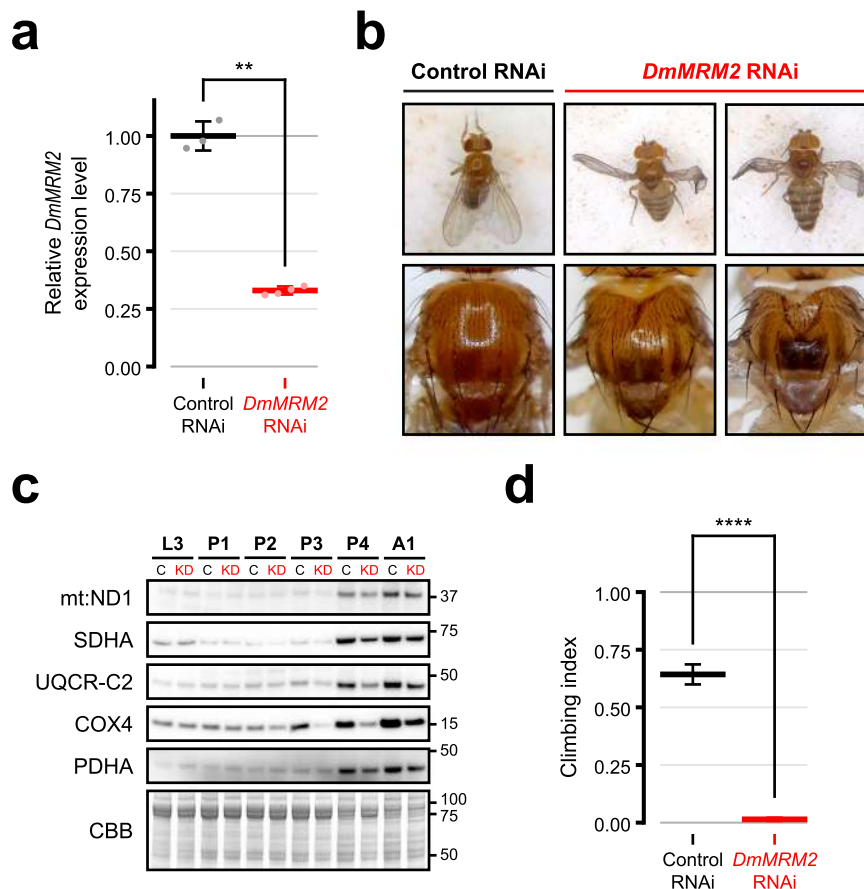 a
**
Relative DmMRM2
expression level
1.00
0.75
0.50
0.25
0.00
Control
RNAi
DmMRM2
RNAi
b
Control RNAi
DmMRM2 RNAi
c
L3 P1 P2 P3 P4 A1
C KD C KD C KD C KD C KD C KD
mt:ND1
37
SDHA
75
UQCR-C2
50
COX4
15
PDHA
50
CBB
100
75
50
d
****
Climbing index
1.00
0.75
0.50
0.25
0.00
Control
RNAi
DmMRM2
RNAi